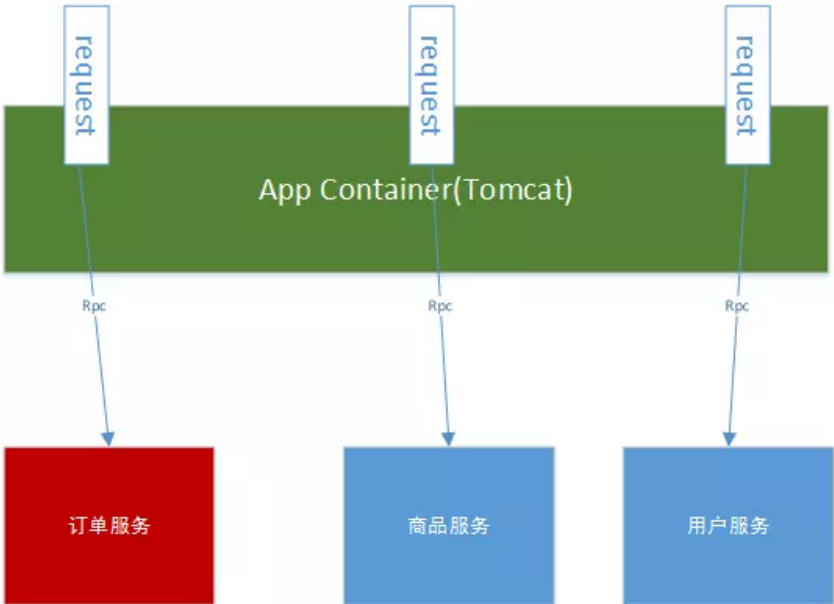 request
request
request
App Container(Tomcat)
Rpc
Rpc
Rpc
订单服务
商品服务
用户服务